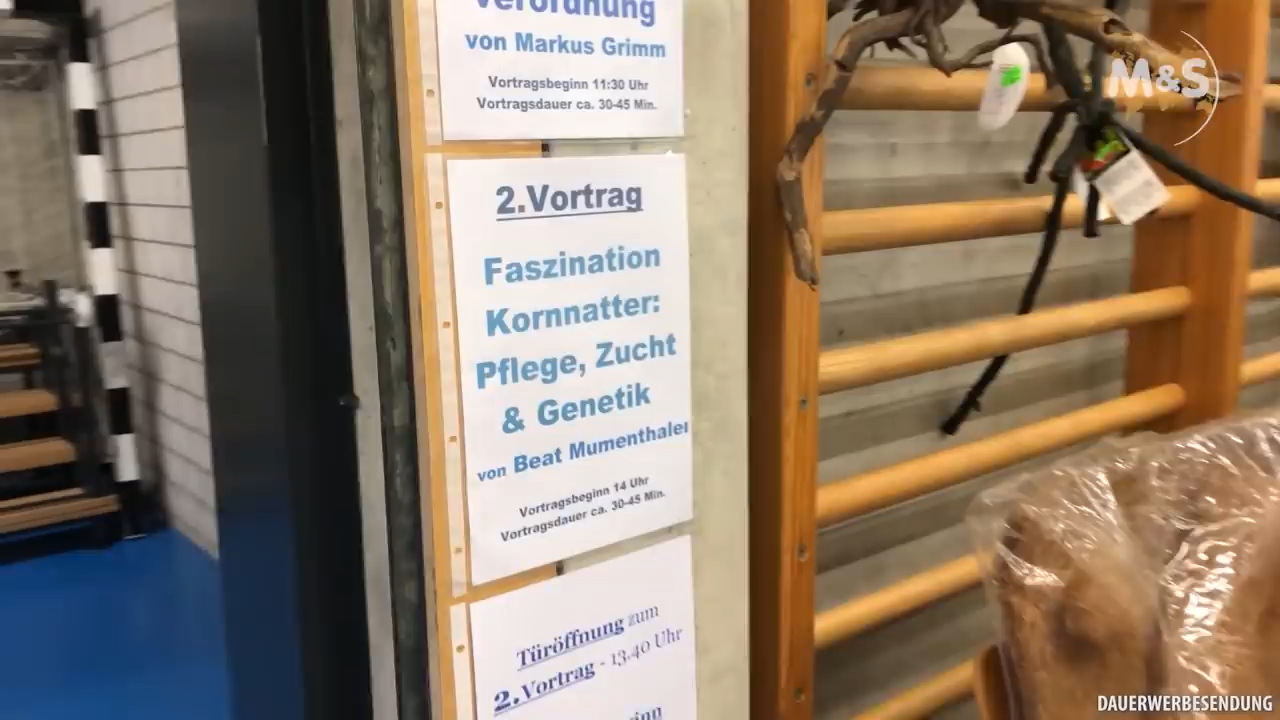 Verordnung
von Markus Grimm
Vortragsbeginn 11:30 Uhr
Vortragsdauer ca. 30-45 Min.
2.Vortrag
Faszination
Kornnatter:
Pflege, Zucht
& Genetik
von Beat Mumenthaler
Vortragsbeginn 14 Uhr
Vortragsdauer ca. 30-45 Min.
Türöffnung zum
2.Vortrag - 13.40 Uhr
M&S
DAUERWERBESENDUNG